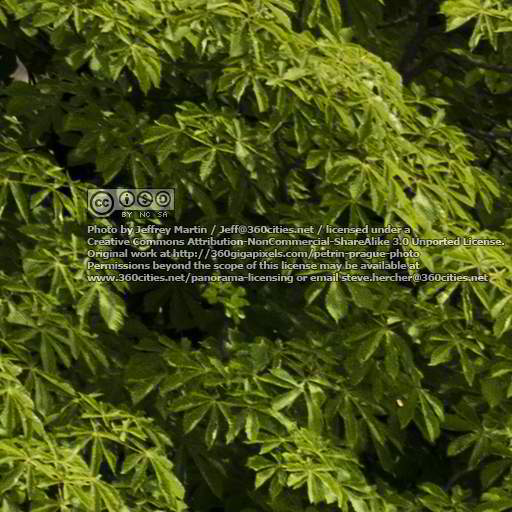 cc
BY NC SA
Photo by Jeffrey Martin / Jeff@360cities.net / licensed under a
Creative Commons Attribution-NonCommercial-ShareAlike 3.0 Unported License.
Original work at http://360gigapixels.com/petrin-prague-photo
Permissions beyond the scope of this license may be available at
www.360cities.net/panorama-licensing or email steve.hercher@360cities.net